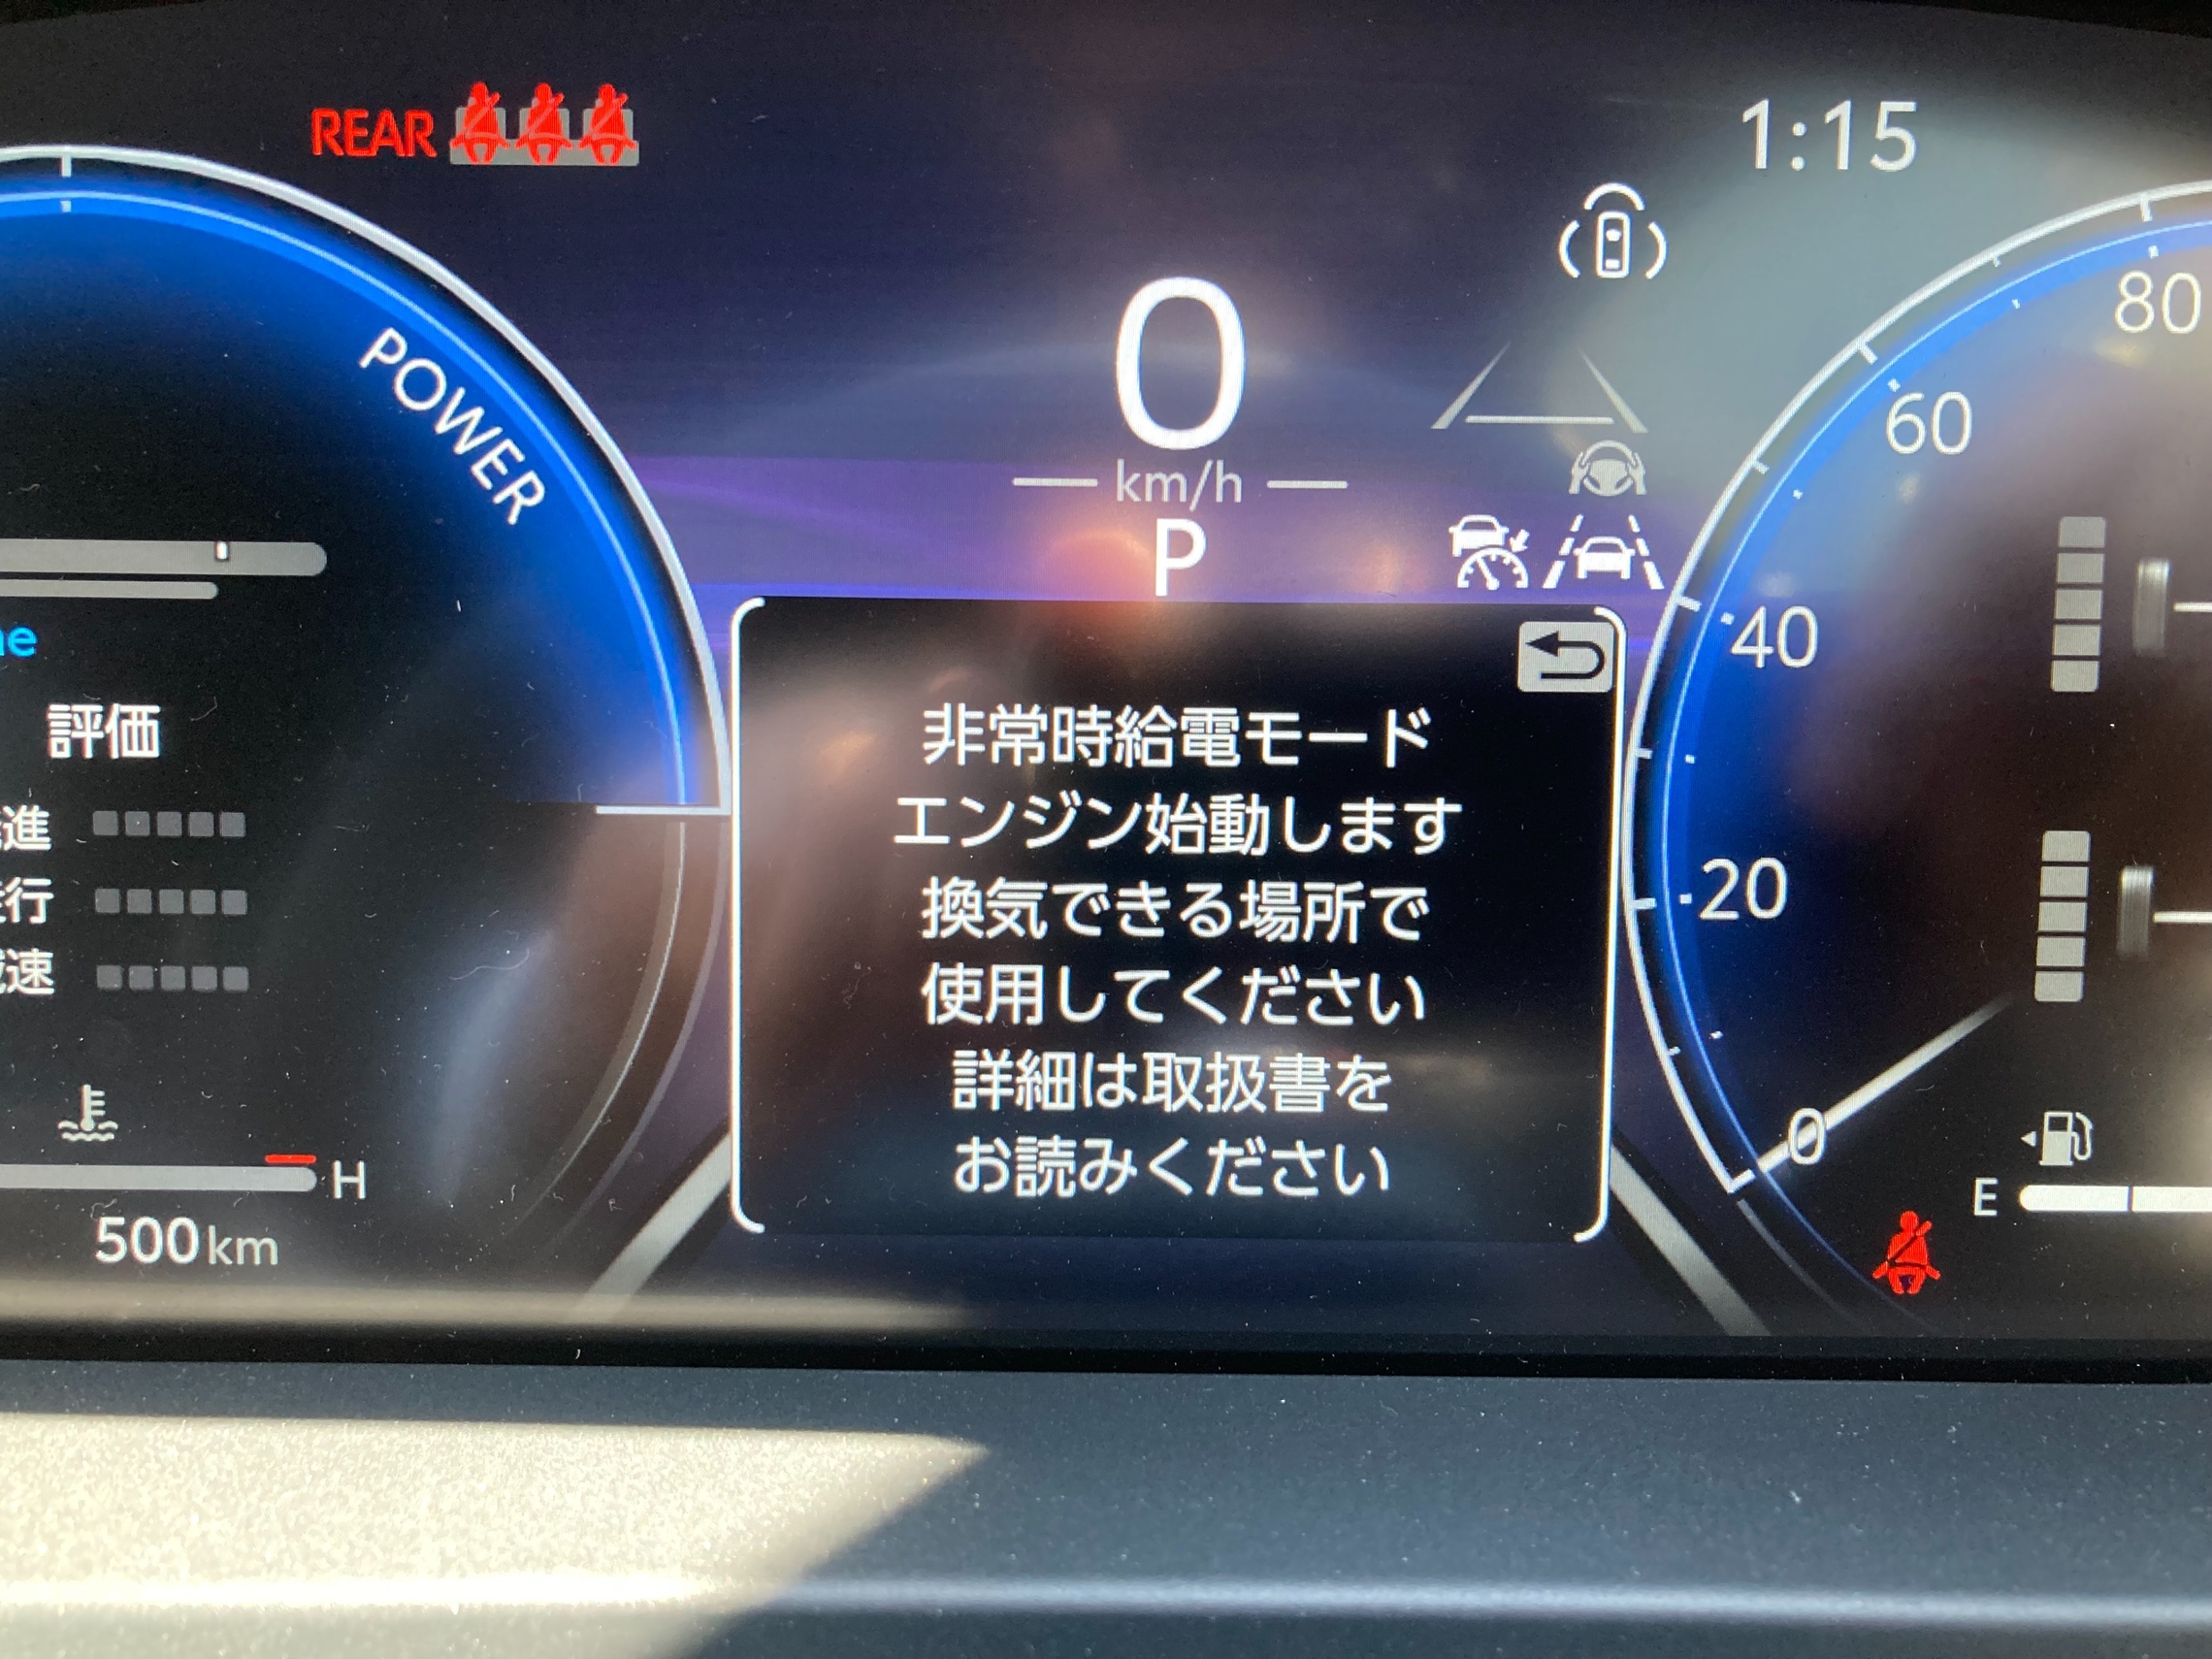 REAR
1:15
0
km/h
P
POWER
80
60
40
20
0
評価
非常時給電モード
エンジン始動します
換気できる場所で
使用してください
詳細は取扱書を
お読みください
H
500km
E